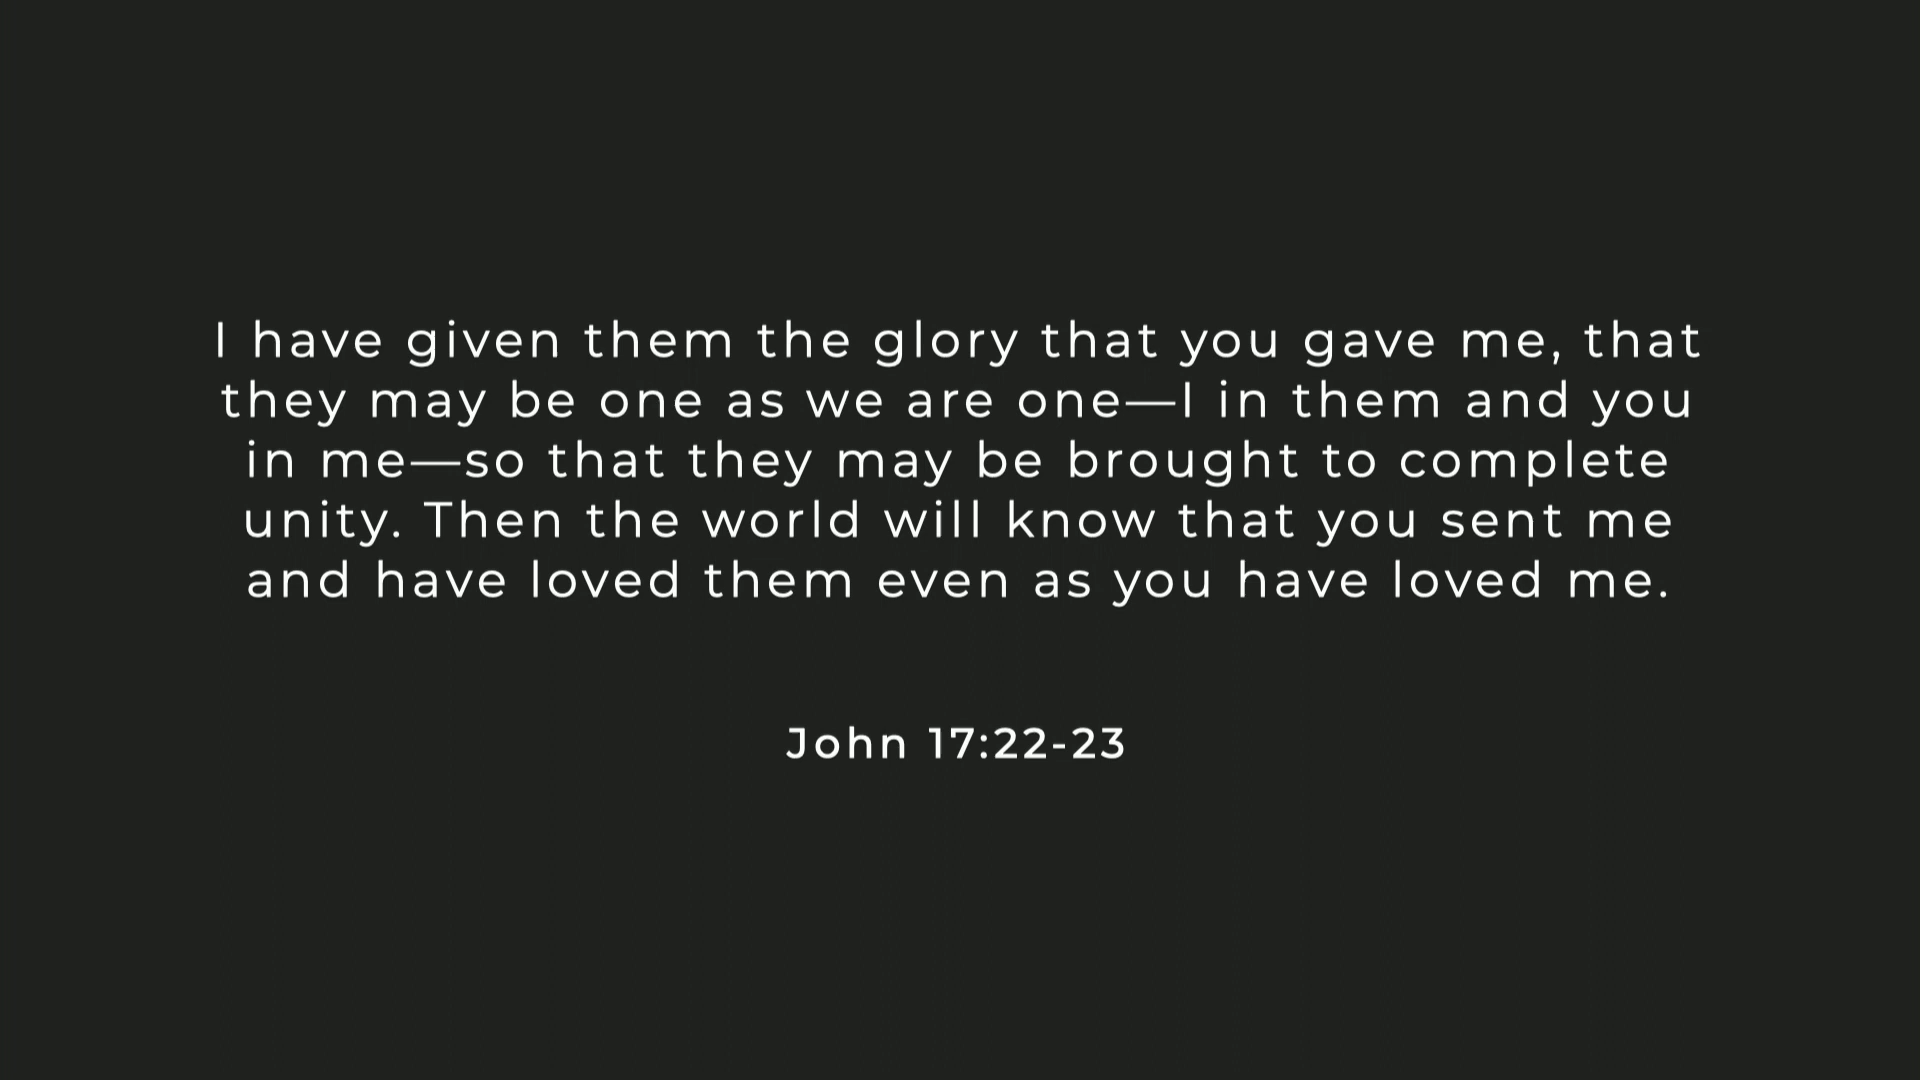 I have given them the glory that you gave me, that
they may be one as we are one—I in them and you
in me—so that they may be brought to complete
unity. Then the world will know that you sent me
and have loved them even as you have loved me.
John 17:22-23